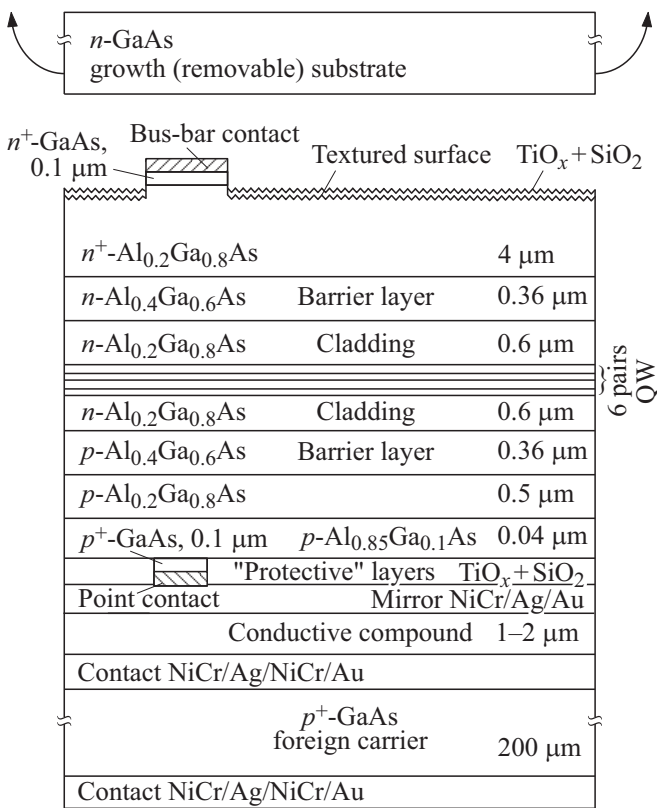 n-GaAs
growth (removable) substrate
n⁺-GaAs,
0.1 μm
Bus-bar contact
Textured surface
TiOₓ + SiO₂
n⁺-Al₀.₂Ga₀.₈As 4 μm
n-Al₀.₄Ga₀.₆As Barrier layer 0.36 μm
n-Al₀.₂Ga₀.₈As Cladding 0.6 μm
6 pairs
QW
n-Al₀.₂Ga₀.₈As Cladding 0.6 μm
p-Al₀.₄Ga₀.₆As Barrier layer 0.36 μm
p-Al₀.₂Ga₀.₈As 0.5 μm
p⁺-GaAs, 0.1 μm p-Al₀.₈₅Ga₀.₁As 0.04 μm
"Protective" layers TiOₓ + SiO₂
Point contact Mirror NiCr/Ag/Au
Conductive compound 1–2 μm
Contact NiCr/Ag/NiCr/Au
p⁺-GaAs
foreign carrier 200 μm
Contact NiCr/Ag/NiCr/Au